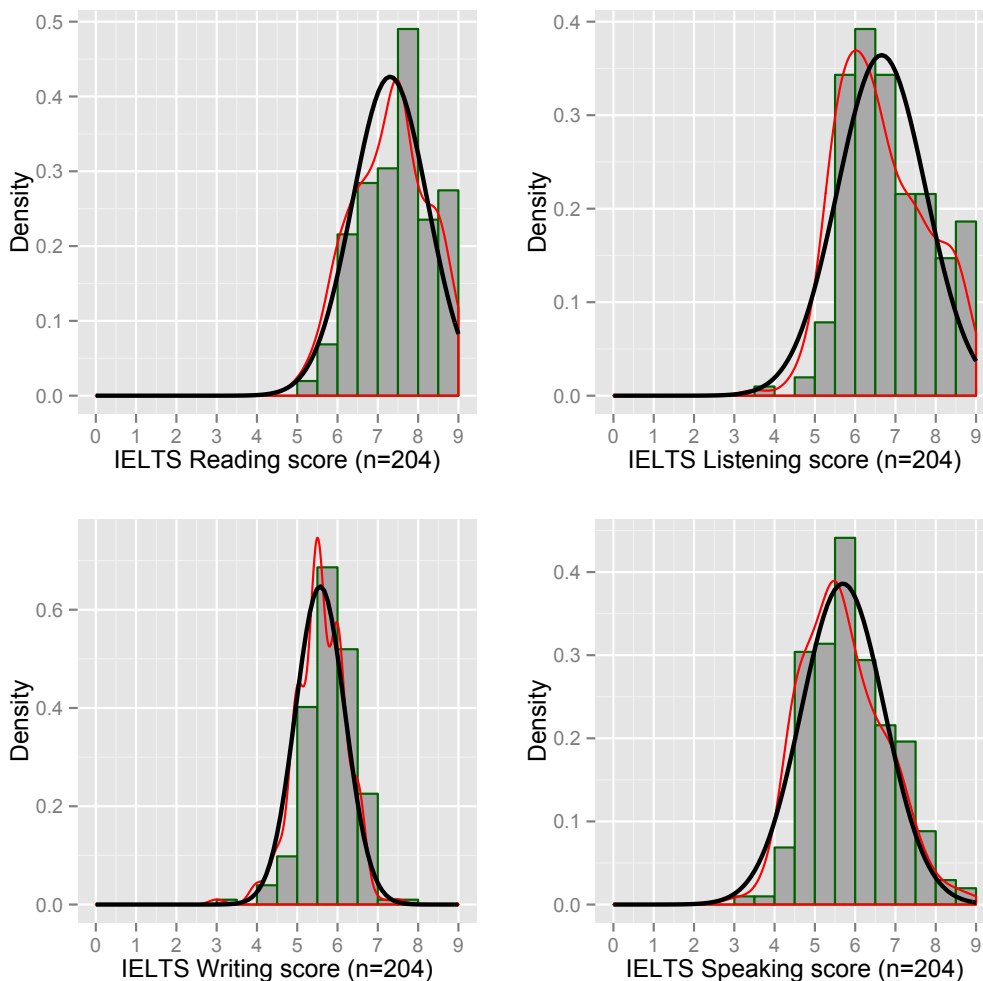 Density
0.5
0.4
0.3
0.2
0.1
0.0
0 1 2 3 4 5 6 7 8 9
IELTS Reading score (n=204)
Density
0.4
0.3
0.2
0.1
0.0
0 1 2 3 4 5 6 7 8 9
IELTS Listening score (n=204)
Density
0.6
0.4
0.2
0.0
0 1 2 3 4 5 6 7 8 9
IELTS Writing score (n=204)
Density
0.4
0.3
0.2
0.1
0.0
0 1 2 3 4 5 6 7 8 9
IELTS Speaking score (n=204)